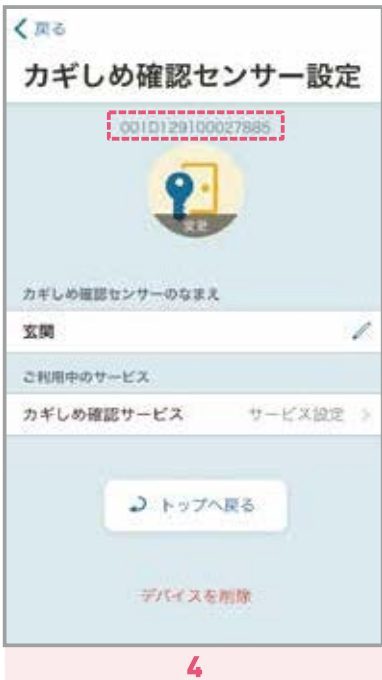 戻る
カギしめ確認センサー設定
001D129100027885
変更
カギしめ確認センサーのなまえ
玄関
ご利用中のサービス
カギしめ確認サービス サービス設定
トップへ戻る
デバイスを削除
4